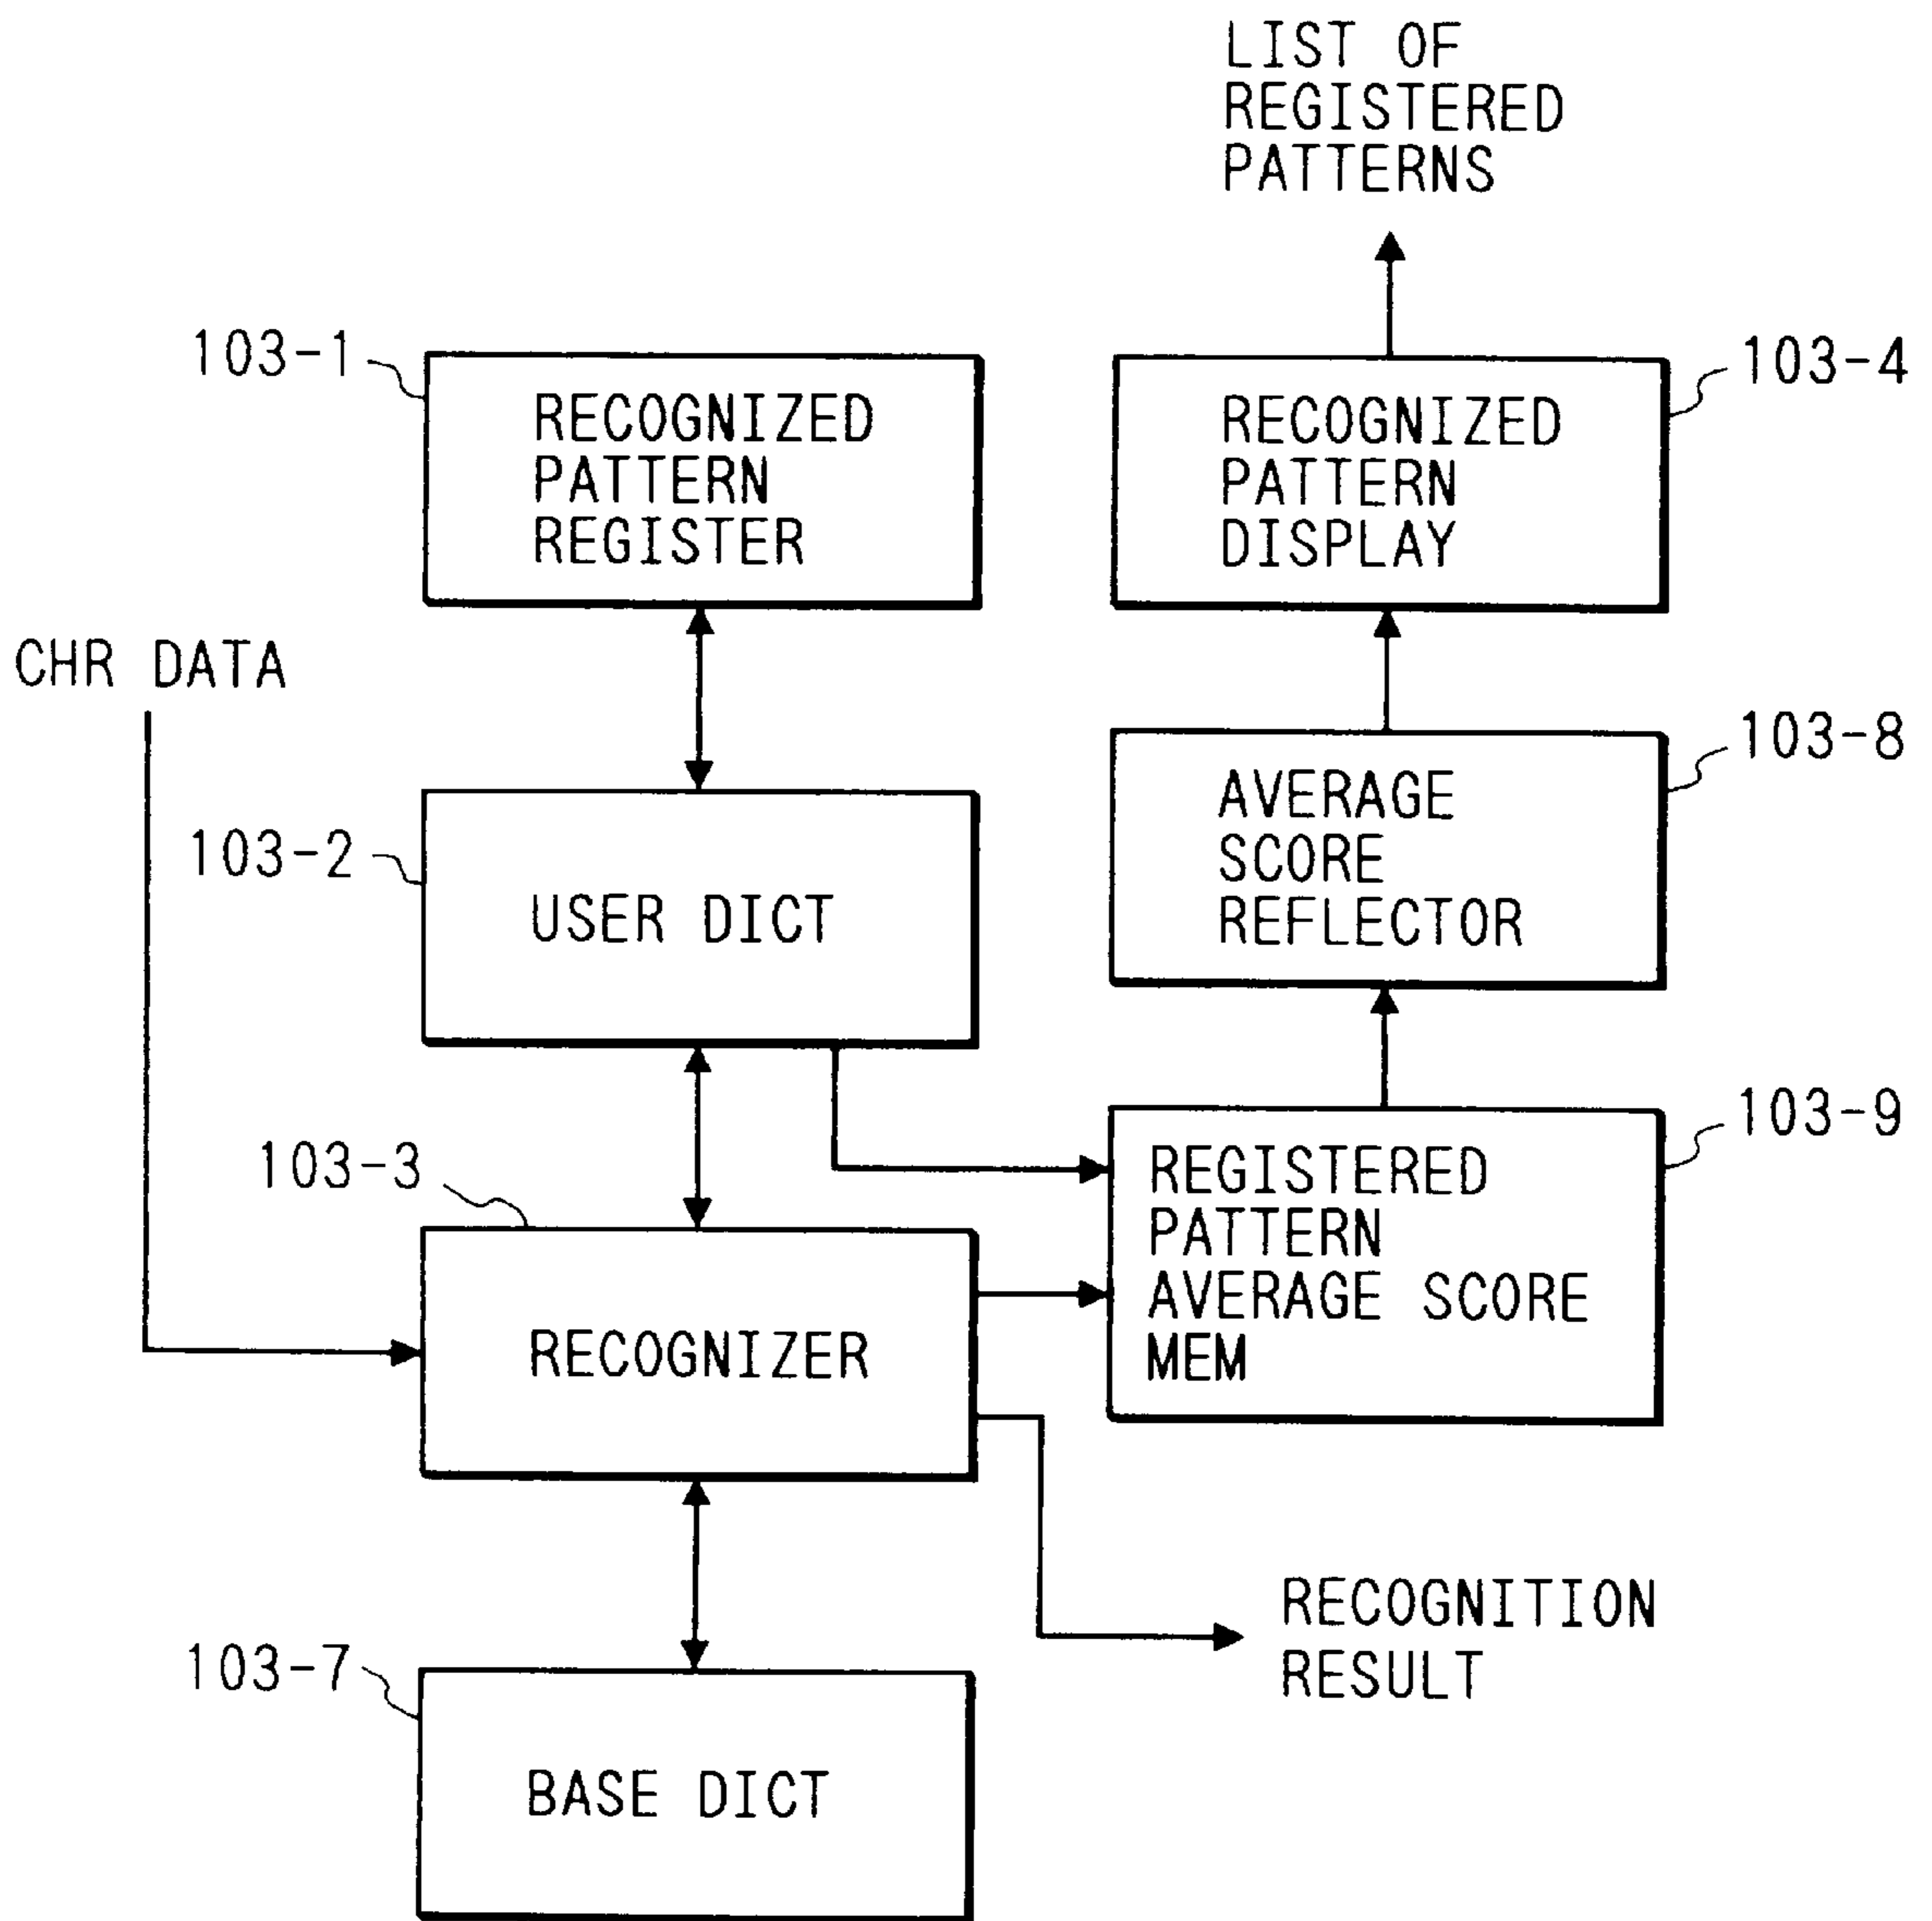 LIST OF
REGISTERED
PATTERNS
103-1
RECOGNIZED
PATTERN
REGISTER
103-4
RECOGNIZED
PATTERN
DISPLAY
CHR DATA
103-2
USER DICT
103-8
AVERAGE
SCORE
REFLECTOR
103-3
RECOGNIZER
103-9
REGISTERED
PATTERN
AVERAGE SCORE
MEM
RECOGNITION
RESULT
103-7
BASE DICT